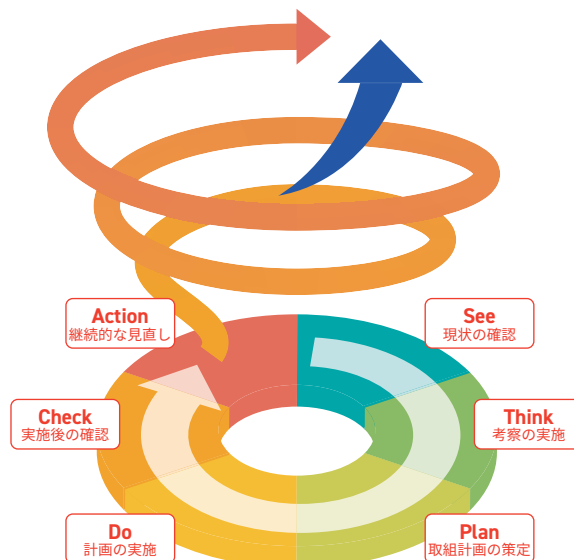 Action
継続的な見直し
See
現状の確認
Check
実施後の確認
Think
考察の実施
Do
計画の実施
Plan
取組計画の策定